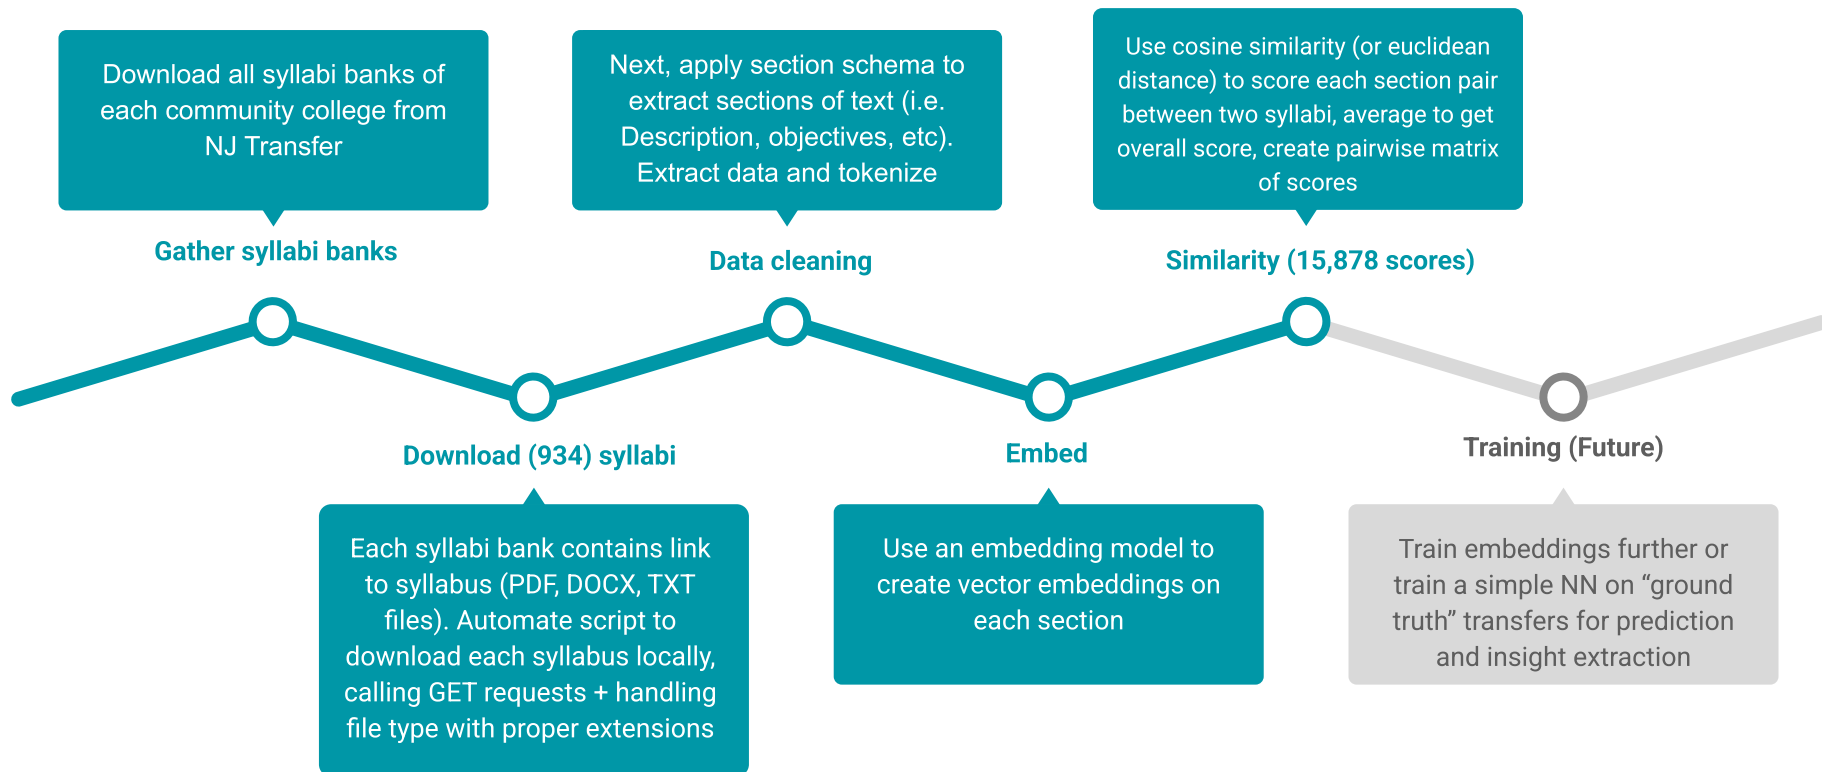 Download all syllabi banks of
each community college from
NJ Transfer
Gather syllabi banks
Download (934) syllabi
Each syllabi bank contains link
to syllabus (PDF, DOCX, TXT
files). Automate script to
download each syllabus locally,
calling GET requests + handling
file type with proper extensions
Next, apply section schema to
extract sections of text (i.e.
Description, objectives, etc).
Extract data and tokenize
Data cleaning
Embed
Use an embedding model to
create vector embeddings on
each section
Use cosine similarity (or euclidean
distance) to score each section pair
between two syllabi, average to get
overall score, create pairwise matrix
of scores
Similarity (15,878 scores)
Training (Future)
Train embeddings further or
train a simple NN on “ground
truth” transfers for prediction
and insight extraction